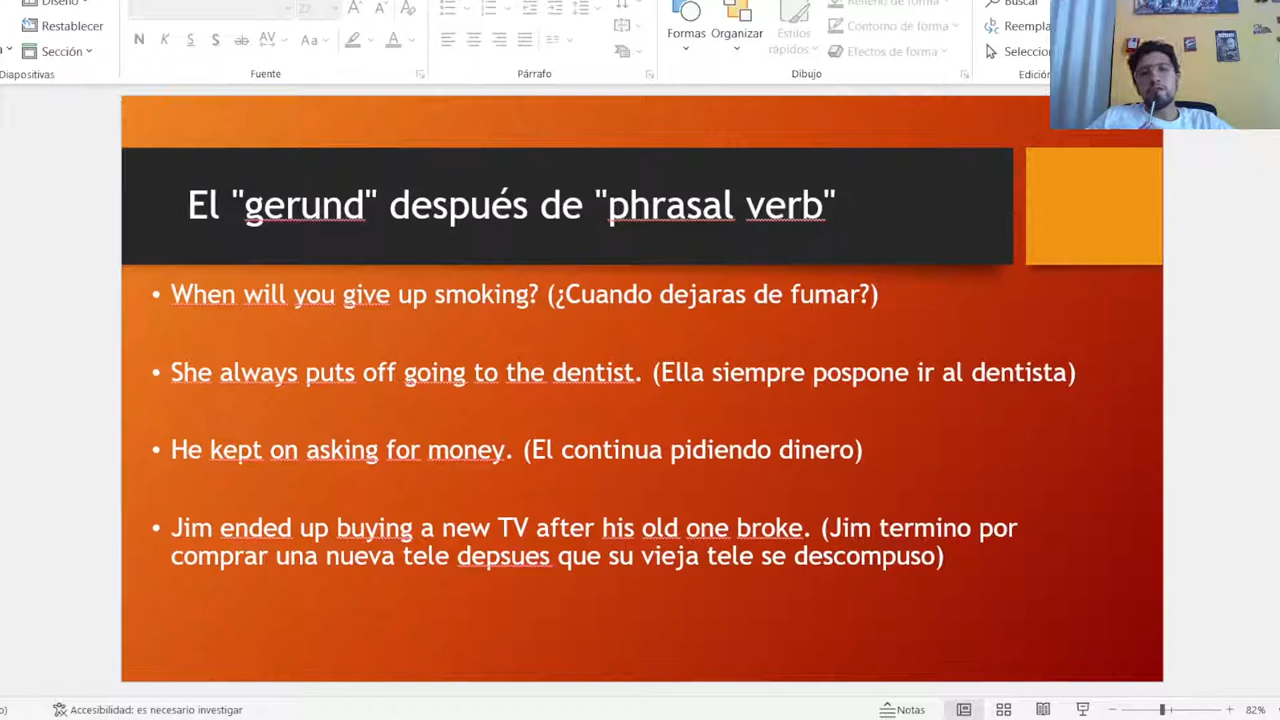 Diseño
Restablecer
Sección
Diapositivas
N K S ab AV Aa A
A A
Fuente
Párrafo
Formas
Organizar
Estilos
rápidos
Relleno de forma
Contorno de forma
Efectos de forma
Dibujo
Buscar
Edición
El "gerund" después de "phrasal verb"
• When will you give up smoking? (¿Cuando dejaras de fumar?)
• She always puts off going to the dentist. (Ella siempre pospone ir al dentista)
• He kept on asking for money. (El continua pidiendo dinero)
• Jim ended up buying a new TV after his old one broke. (Jim termino por
comprar una nueva tele depsues que su vieja tele se descompuso)
Accesibilidad: es necesario investigar
Notas
82%